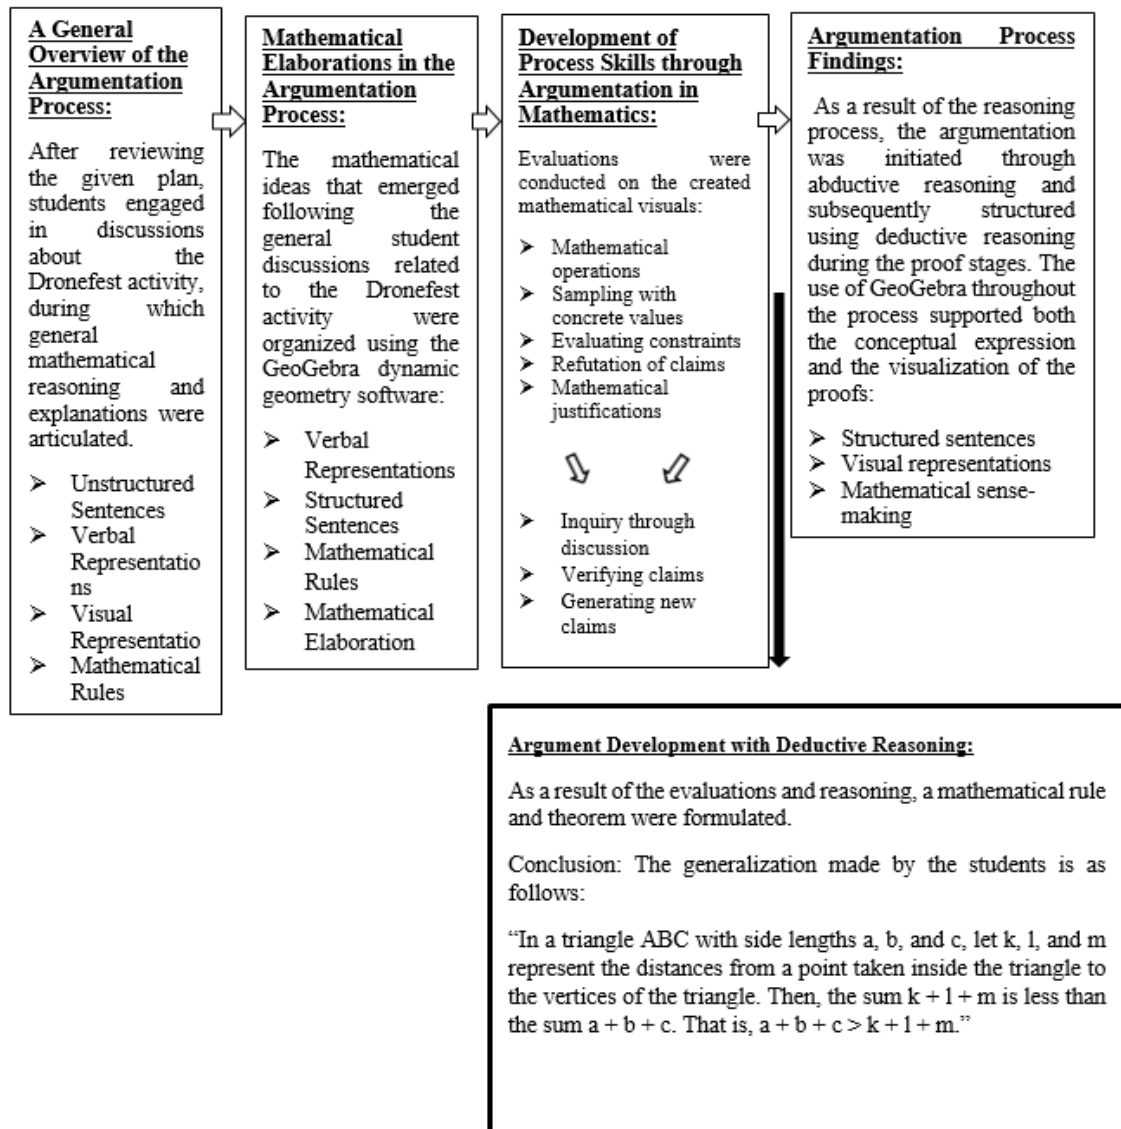 A General
Overview of the
Argumentation
Process:
After reviewing
the given plan,
students engaged
in discussions
about the
Dronefest activity,
during which
general
mathematical
reasoning and
explanations were
articulated.
➤ Unstructured
Sentences
➤ Verbal
Representatio
ns
➤ Visual
Representatio
➤ Mathematical
Rules
Mathematical
Elaborations in the
Argumentation
Process:
The mathematical
ideas that emerged
following the
general student
discussions related
to the Dronefest
activity were
organized using the
GeoGebra dynamic
geometry software:
➤ Verbal
Representations
➤ Structured
Sentences
➤ Mathematical
Rules
➤ Mathematical
Elaboration
Development of
Process Skills through
Argumentation in
Mathematics:
Evaluations were
conducted on the created
mathematical visuals:
➤ Mathematical
operations
➤ Sampling with
concrete values
➤ Evaluating constraints
➤ Refutation of claims
➤ Mathematical
justifications
➤ Inquiry through
discussion
➤ Verifying claims
➤ Generating new
claims
Argumentation Process
Findings:
As a result of the reasoning
process, the argumentation
was initiated through
abductive reasoning and
subsequently structured
using deductive reasoning
during the proof stages. The
use of GeoGebra throughout
the process supported both
the conceptual expression
and the visualization of the
proofs:
➤ Structured sentences
➤ Visual representations
➤ Mathematical sense-
making
Argument Development with Deductive Reasoning:
As a result of the evaluations and reasoning, a mathematical rule
and theorem were formulated.
Conclusion: The generalization made by the students is as
follows:
“In a triangle ABC with side lengths a, b, and c, let k, l, and m
represent the distances from a point taken inside the triangle to
the vertices of the triangle. Then, the sum k + l + m is less than
the sum a + b + c. That is, a + b + c > k + l + m.”